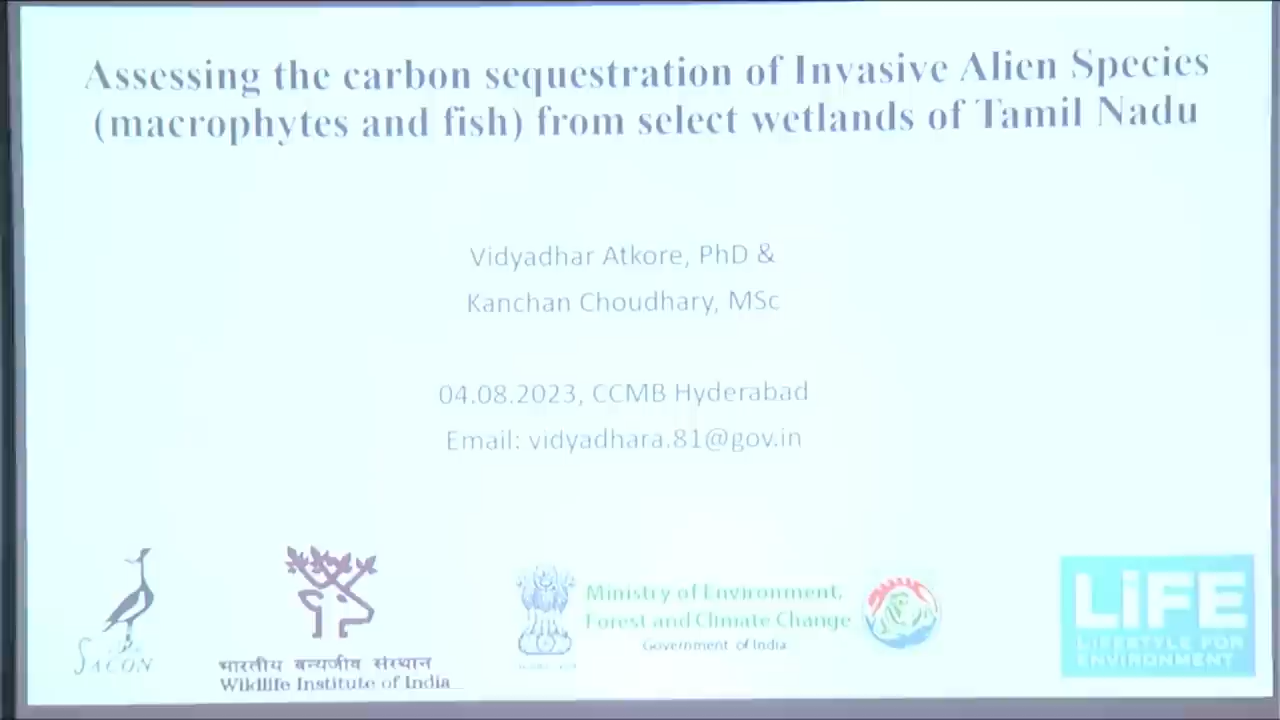 Assessing the carbon sequestration of Invasive Alien Species
(macrophytes and fish) from select wetlands of Tamil Nadu
Vidyadhar Atkore, PhD &
Kanchan Choudhary, MSc
04.08.2023, CCMB Hyderabad
Email: vidyadhara.81@gov.in
SACON
भारतीय वन्यजीव संस्थान
Wildlife Institute of India
Ministry of Environment,
Forest and Climate Change
Government of India
LiFE
LIFESTYLE FOR
ENVIRONMENT